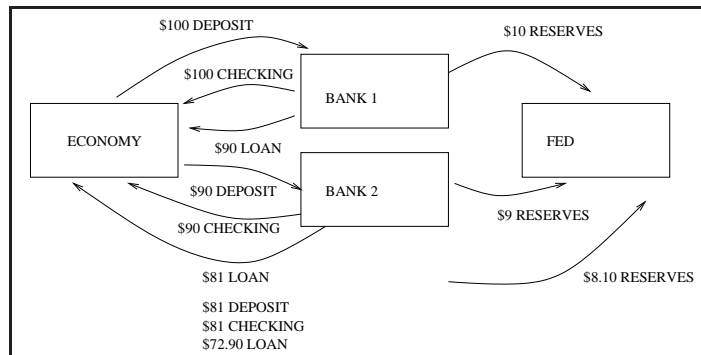 $100 DEPOSIT
$10 RESERVES
$100 CHECKING
BANK 1
ECONOMY
FED
$90 LOAN
$90 DEPOSIT
BANK 2
$9 RESERVES
$90 CHECKING
$81 LOAN
$8.10 RESERVES
$81 DEPOSIT
$81 CHECKING
$72.90 LOAN